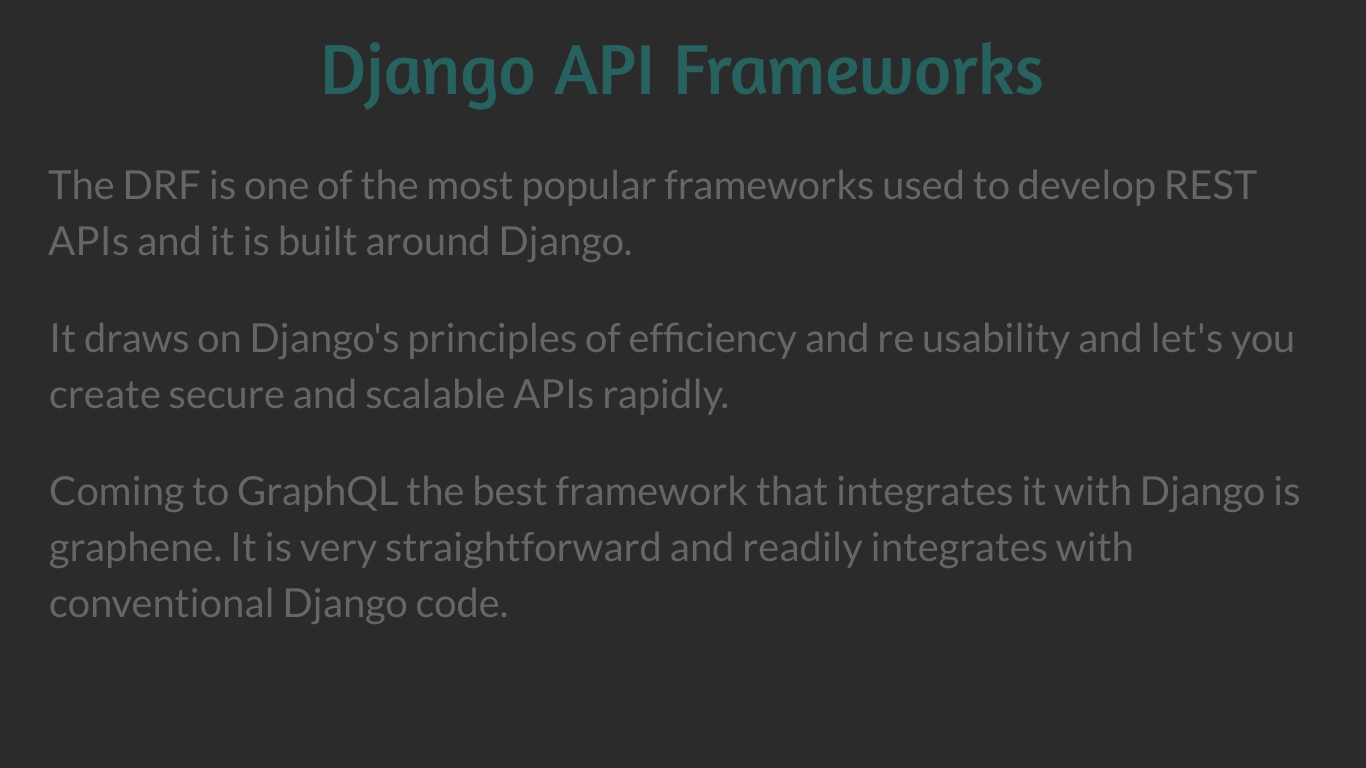 Django API Frameworks
The DRF is one of the most popular frameworks used to develop REST
APIs and it is built around Django.
It draws on Django's principles of efficiency and re usability and let's you
create secure and scalable APIs rapidly.
Coming to GraphQL the best framework that integrates it with Django is
graphene. It is very straightforward and readily integrates with
conventional Django code.